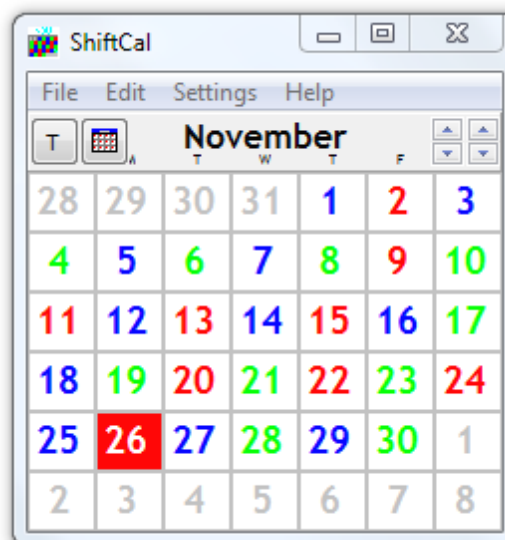 ShiftCal
File Edit Settings Help
T November
T W T F
28 29 30 31 1 2 3
4 5 6 7 8 9 10
11 12 13 14 15 16 17
18 19 20 21 22 23 24
25 26 27 28 29 30 1
2 3 4 5 6 7 8